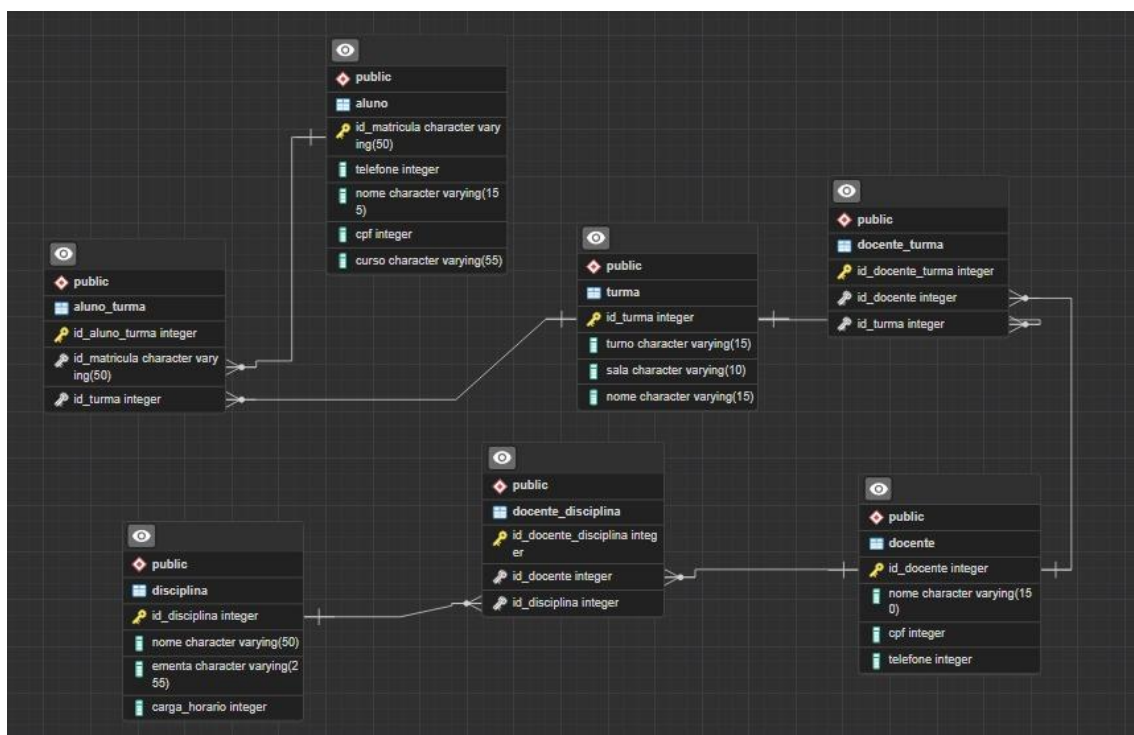 public
aluno
id_matricula character vary
ing(50)
telefone integer
nome character varying(15
5)
cpf integer
curso character varying(55)
public
aluno_turma
id_aluno_turma integer
id_matricula character vary
ing(50)
id_turma integer
public
turma
id_turma integer
turno character varying(15)
sala character varying(10)
nome character varying(15)
public
docente_turma
id_docente_turma integer
id_docente integer
id_turma integer
public
docente_disciplina
id_docente_disciplina integ
er
id_docente integer
id_disciplina integer
public
disciplina
id_disciplina integer
nome character varying(50)
ementa character varying(2
55)
carga_horario integer
public
docente
id_docente integer
nome character varying(15
0)
cpf integer
telefone integer